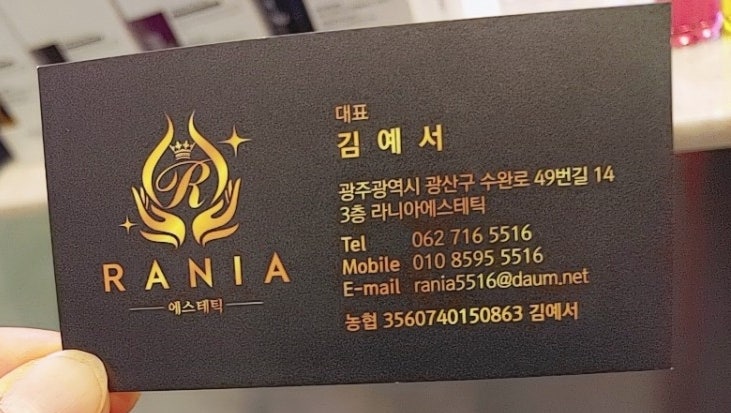 R
RANIA
에스테틱
대표
김예서
광주광역시 광산구 수완로 49번길 14
3층 라니아에스테틱
Tel 062 716 5516
Mobile 010 8595 5516
E-mail rania5516@daum.net
농협 3560740150863 김예서